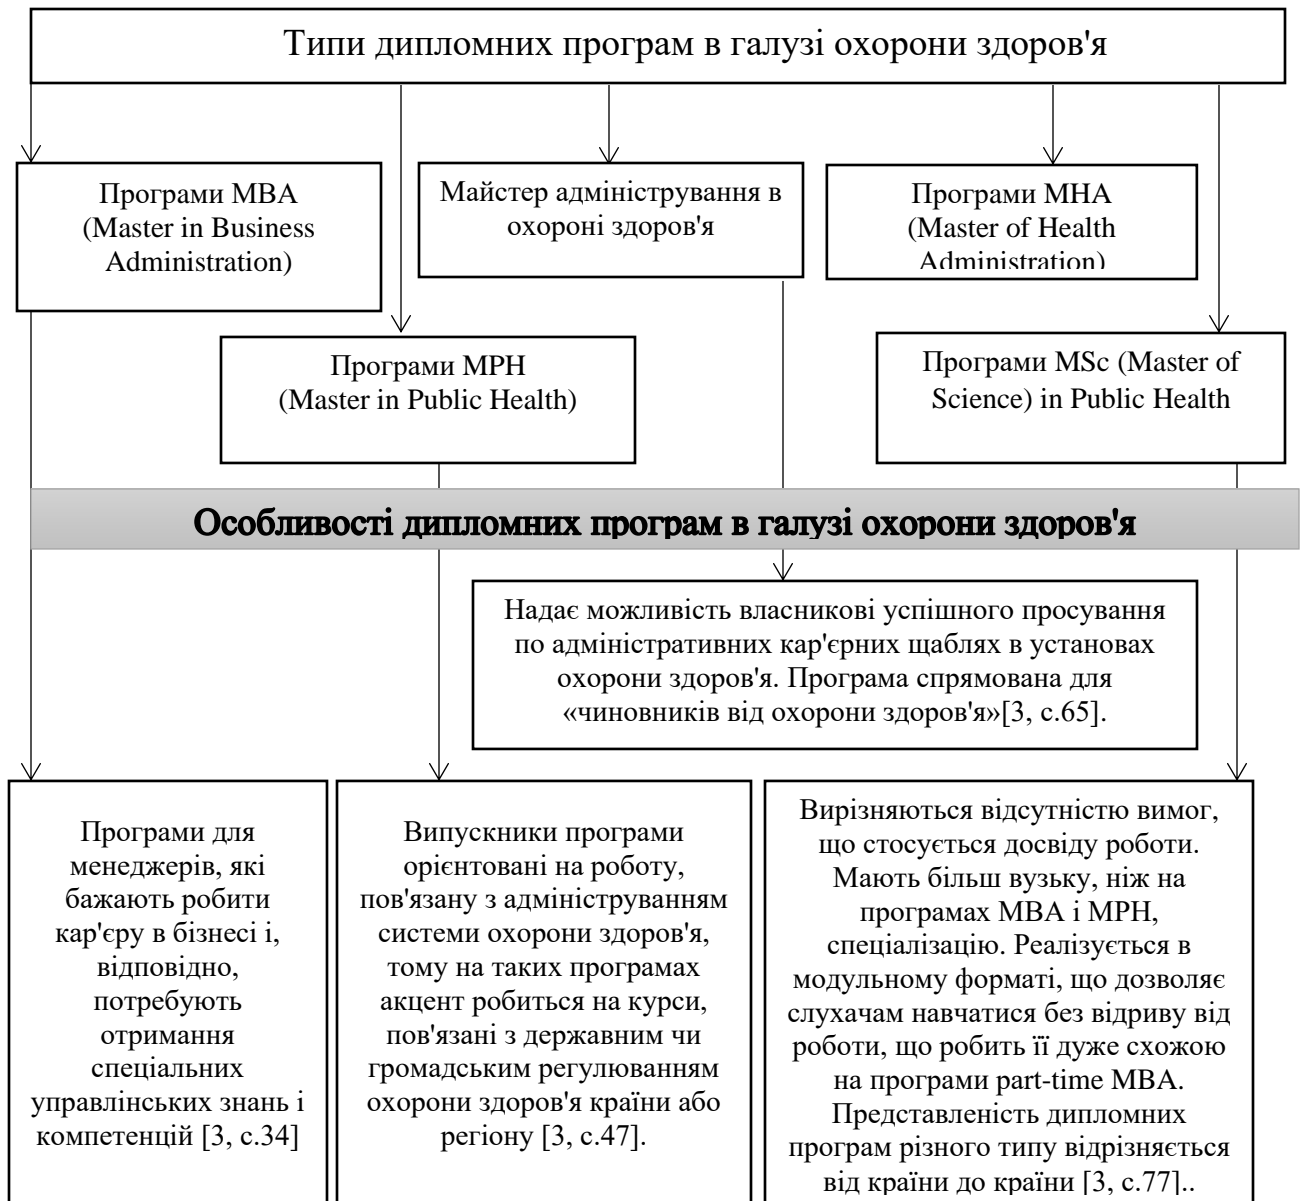 Типи дипломних програм в галузі охорони здоров'я
Програми MBA
(Master in Business
Administration)
Майстер адміністрування в
охороні здоров'я
Програми MHA
(Master of Health
Administration)
Програми MPH
(Master in Public Health)
Програми MSc (Master of
Science) in Public Health
Особливості дипломних програм в галузі охорони здоров'я
Надає можливість власникові успішного просування
по адміністративних кар'єрних щаблях в установах
охорони здоров'я. Програма спрямована для
«чиновників від охорони здоров'я»[3, с.65].
Програми для
менеджерів, які
бажають робити
кар'єру в бізнесі і,
відповідно,
потребують
отримання
спеціальних
управлінських знань і
компетенцій [3, с.34]
Випускники програми
орієнтовані на роботу,
пов'язану з адмініструванням
системи охорони здоров'я,
тому на таких програмах
акцент робиться на курси,
пов'язані з державним чи
громадським регулюванням
охорони здоров'я країни або
регіону [3, с.47].
Вирізняються відсутністю вимог,
що стосується досвіду роботи.
Мають більш вузьку, ніж на
програмах MBA і MPH,
спеціалізацію. Реалізується в
модульному форматі, що дозволяє
слухачам навчатися без відриву від
роботи, що робить її дуже схожою
на програми part-time MBA.
Представленість дипломних
програм різного типу відрізняється
від країни до країни [3, с.77]..